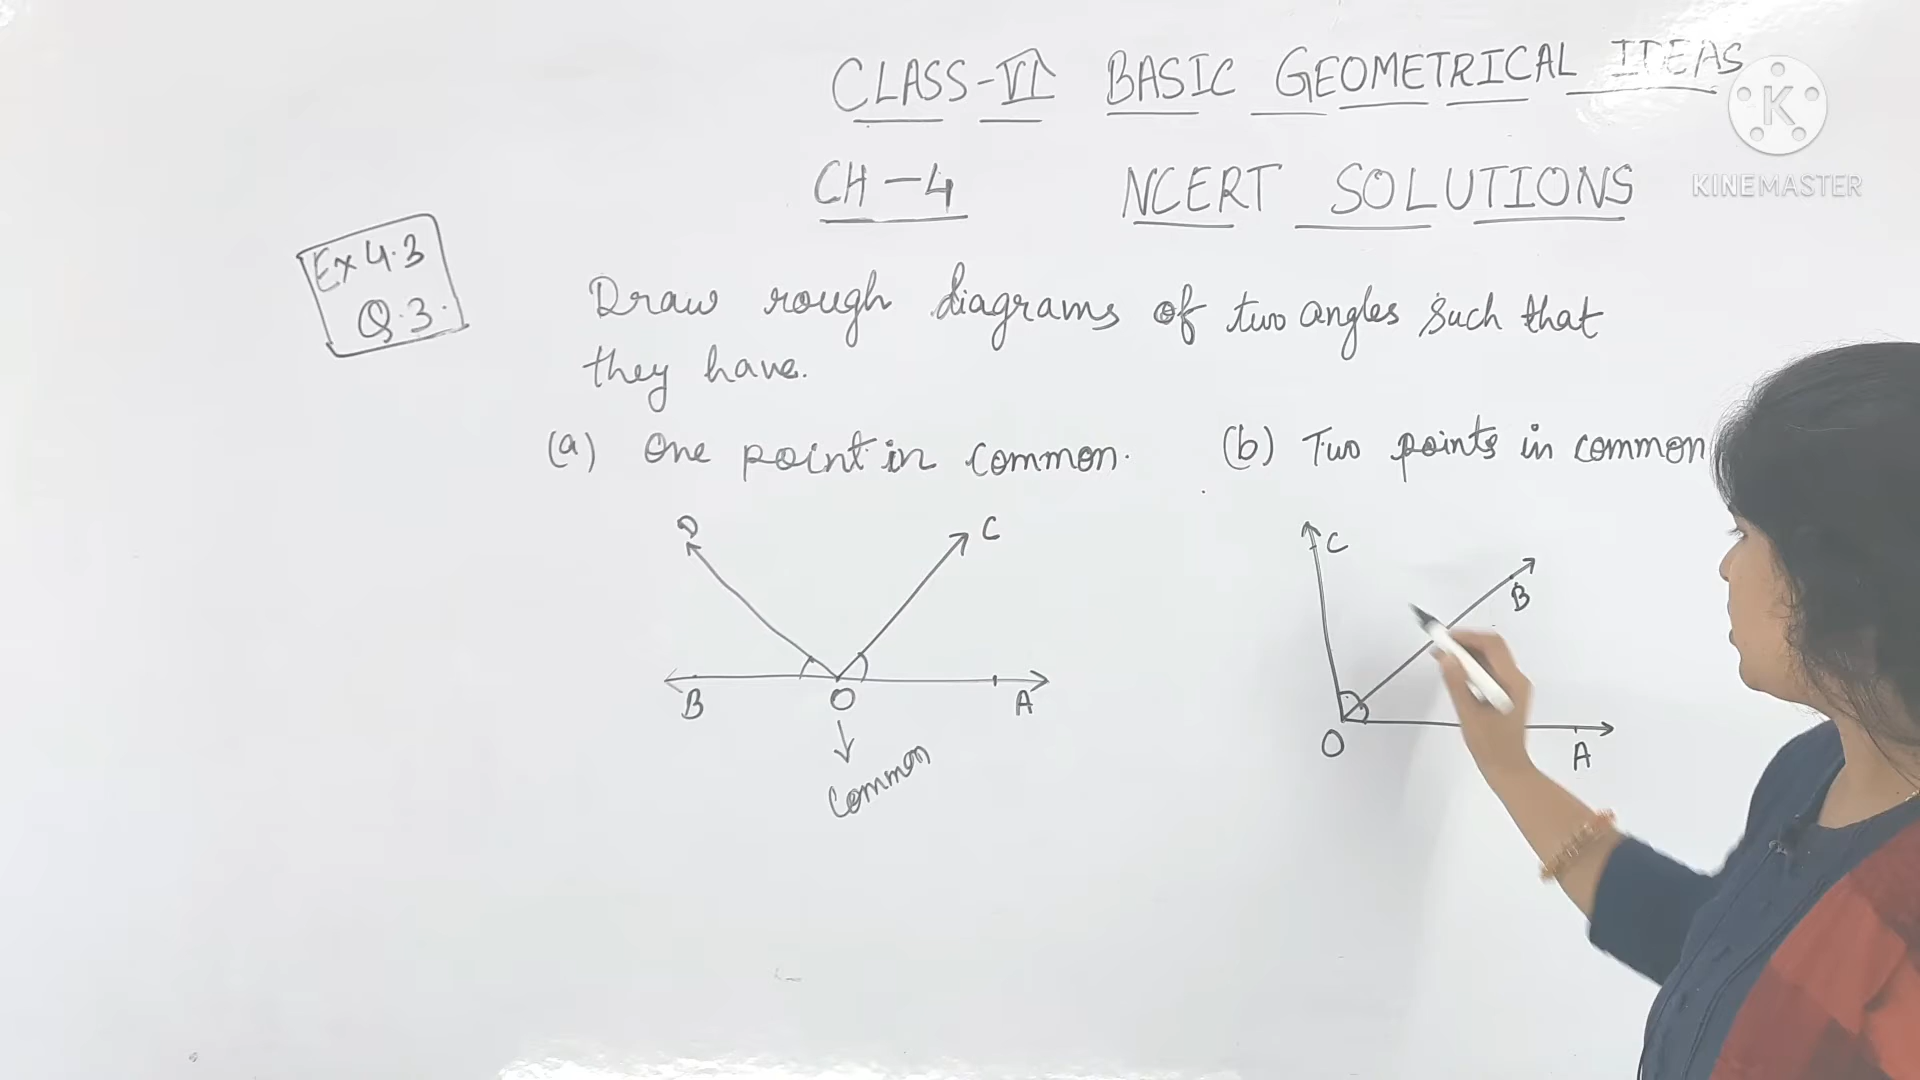 CLASS-VI BASIC GEOMETRICAL IDEAS
K
KINEMASTER
CH-4 NCERT SOLUTIONS
Ex 4.3
Q.3.
Draw rough diagrams of two angles such that
they have.
(a) One point in common.
(b) Two points in common
D
C
B
O
A
Common
C
B
O
A